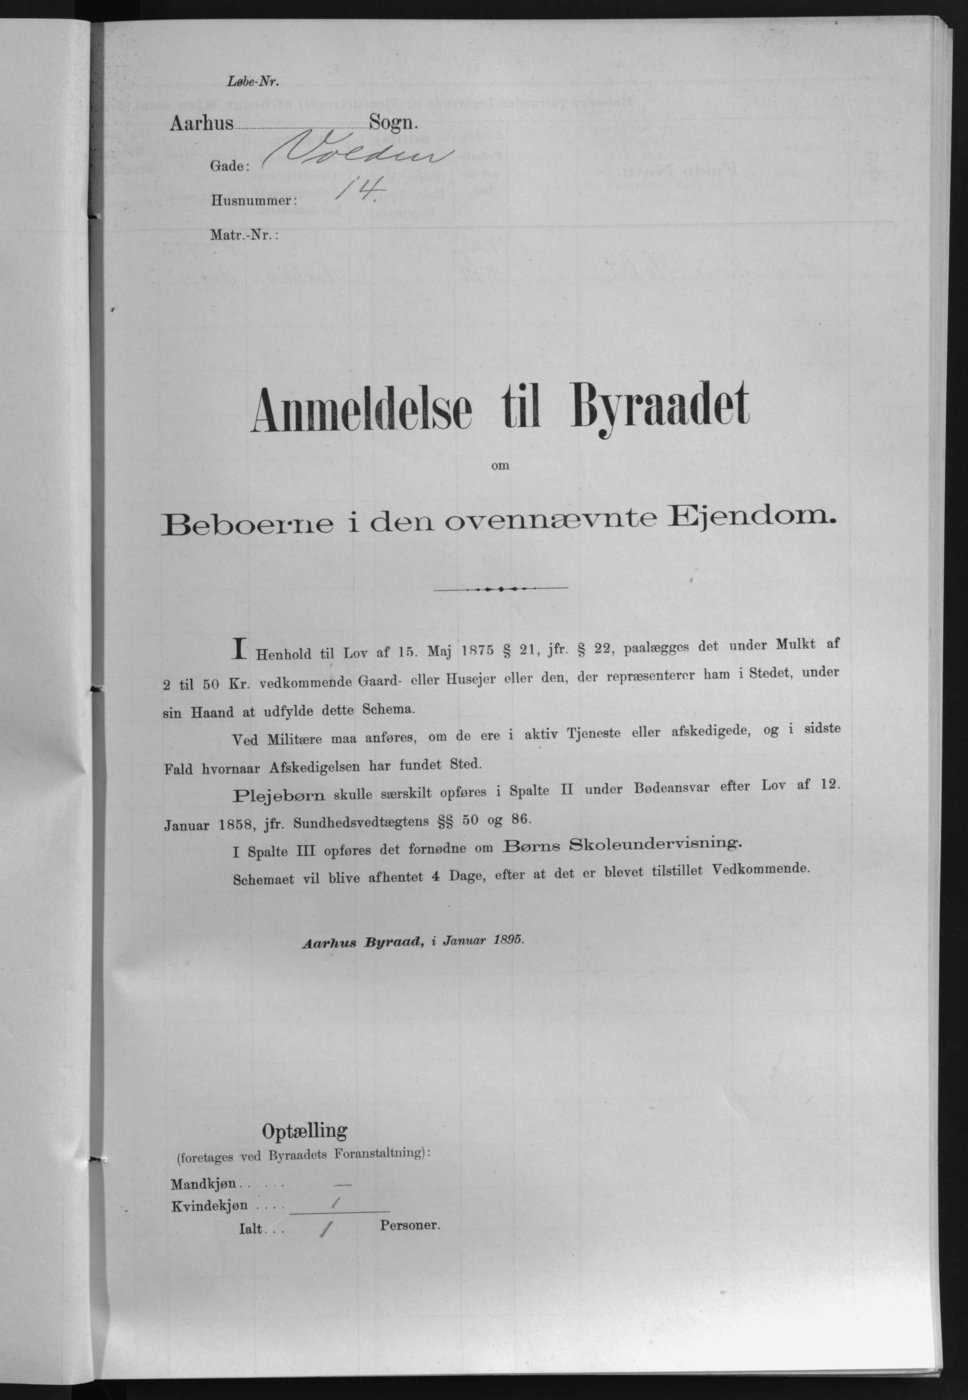 Løbe-Nr.
Aarhus Sogn.
Gade: Volden
Husnummer: 14.
Matr.-Nr.:
Anmeldelse til Byraadet
om
Beboerne i den ovennævnte Ejendom.
I Henhold til Lov af 15. Maj 1875 § 21, jfr. § 22, paalægges det under Mulkt af
2 til 50 Kr. vedkommende Gaard- eller Husejer eller den, der repræsenterer ham i Stedet, under
sin Haand at udfylde dette Schema.
Ved Militære maa anføres, om de ere i aktiv Tjeneste eller afskedigede, og i sidste
Fald hvornaar Afskedigelsen har fundet Sted.
Plejebørn skulle særskilt opføres i Spalte II under Bødeansvar efter Lov af 12.
Januar 1858, jfr. Sundhedsvedtægtens §§ 50 og 86.
I Spalte III opføres det fornødne om Børns Skoleundervisning.
Schemaet vil blive afhentet 4 Dage, efter at det er blevet tilstillet Vedkommende.
Aarhus Byraad, i Januar 1895.
Optælling
(foretages ved Byraadets Foranstaltning):
Mandkjøn. . . . . . —
Kvindekjøn . . . . 1
Ialt. . . 1 Personer.